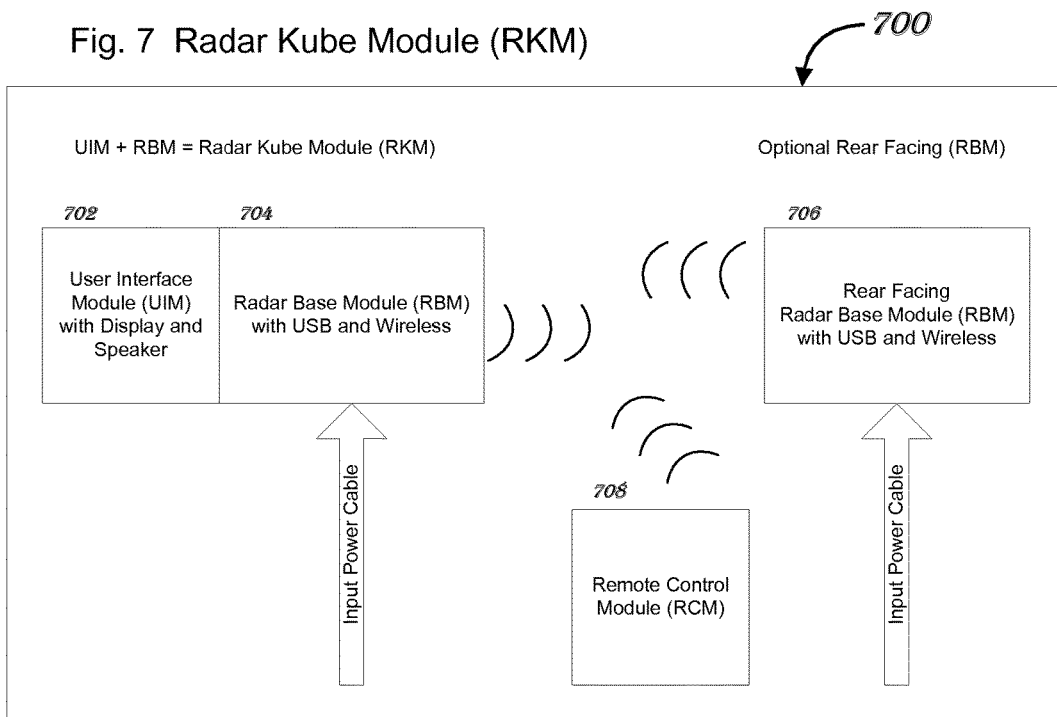 Fig. 7 Radar Kube Module (RKM)
700
UIM + RBM = Radar Kube Module (RKM)
Optional Rear Facing (RBM)
702
704
706
User Interface
Module (UIM)
with Display and
Speaker
Radar Base Module (RBM)
with USB and Wireless
Rear Facing
Radar Base Module (RBM)
with USB and Wireless
Input Power Cable
708
Remote Control
Module (RCM)
Input Power Cable